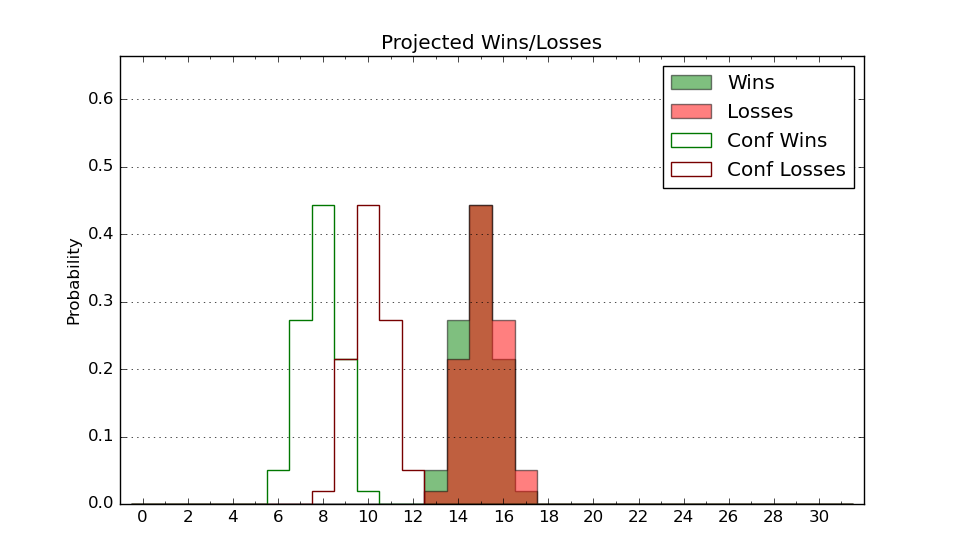 Projected Wins/Losses
Wins
Losses
Conf Wins
Conf Losses
Probability
0.6
0.5
0.4
0.3
0.2
0.1
0.0
0 2 4 6 8 10 12 14 16 18 20 22 24 26 28 30